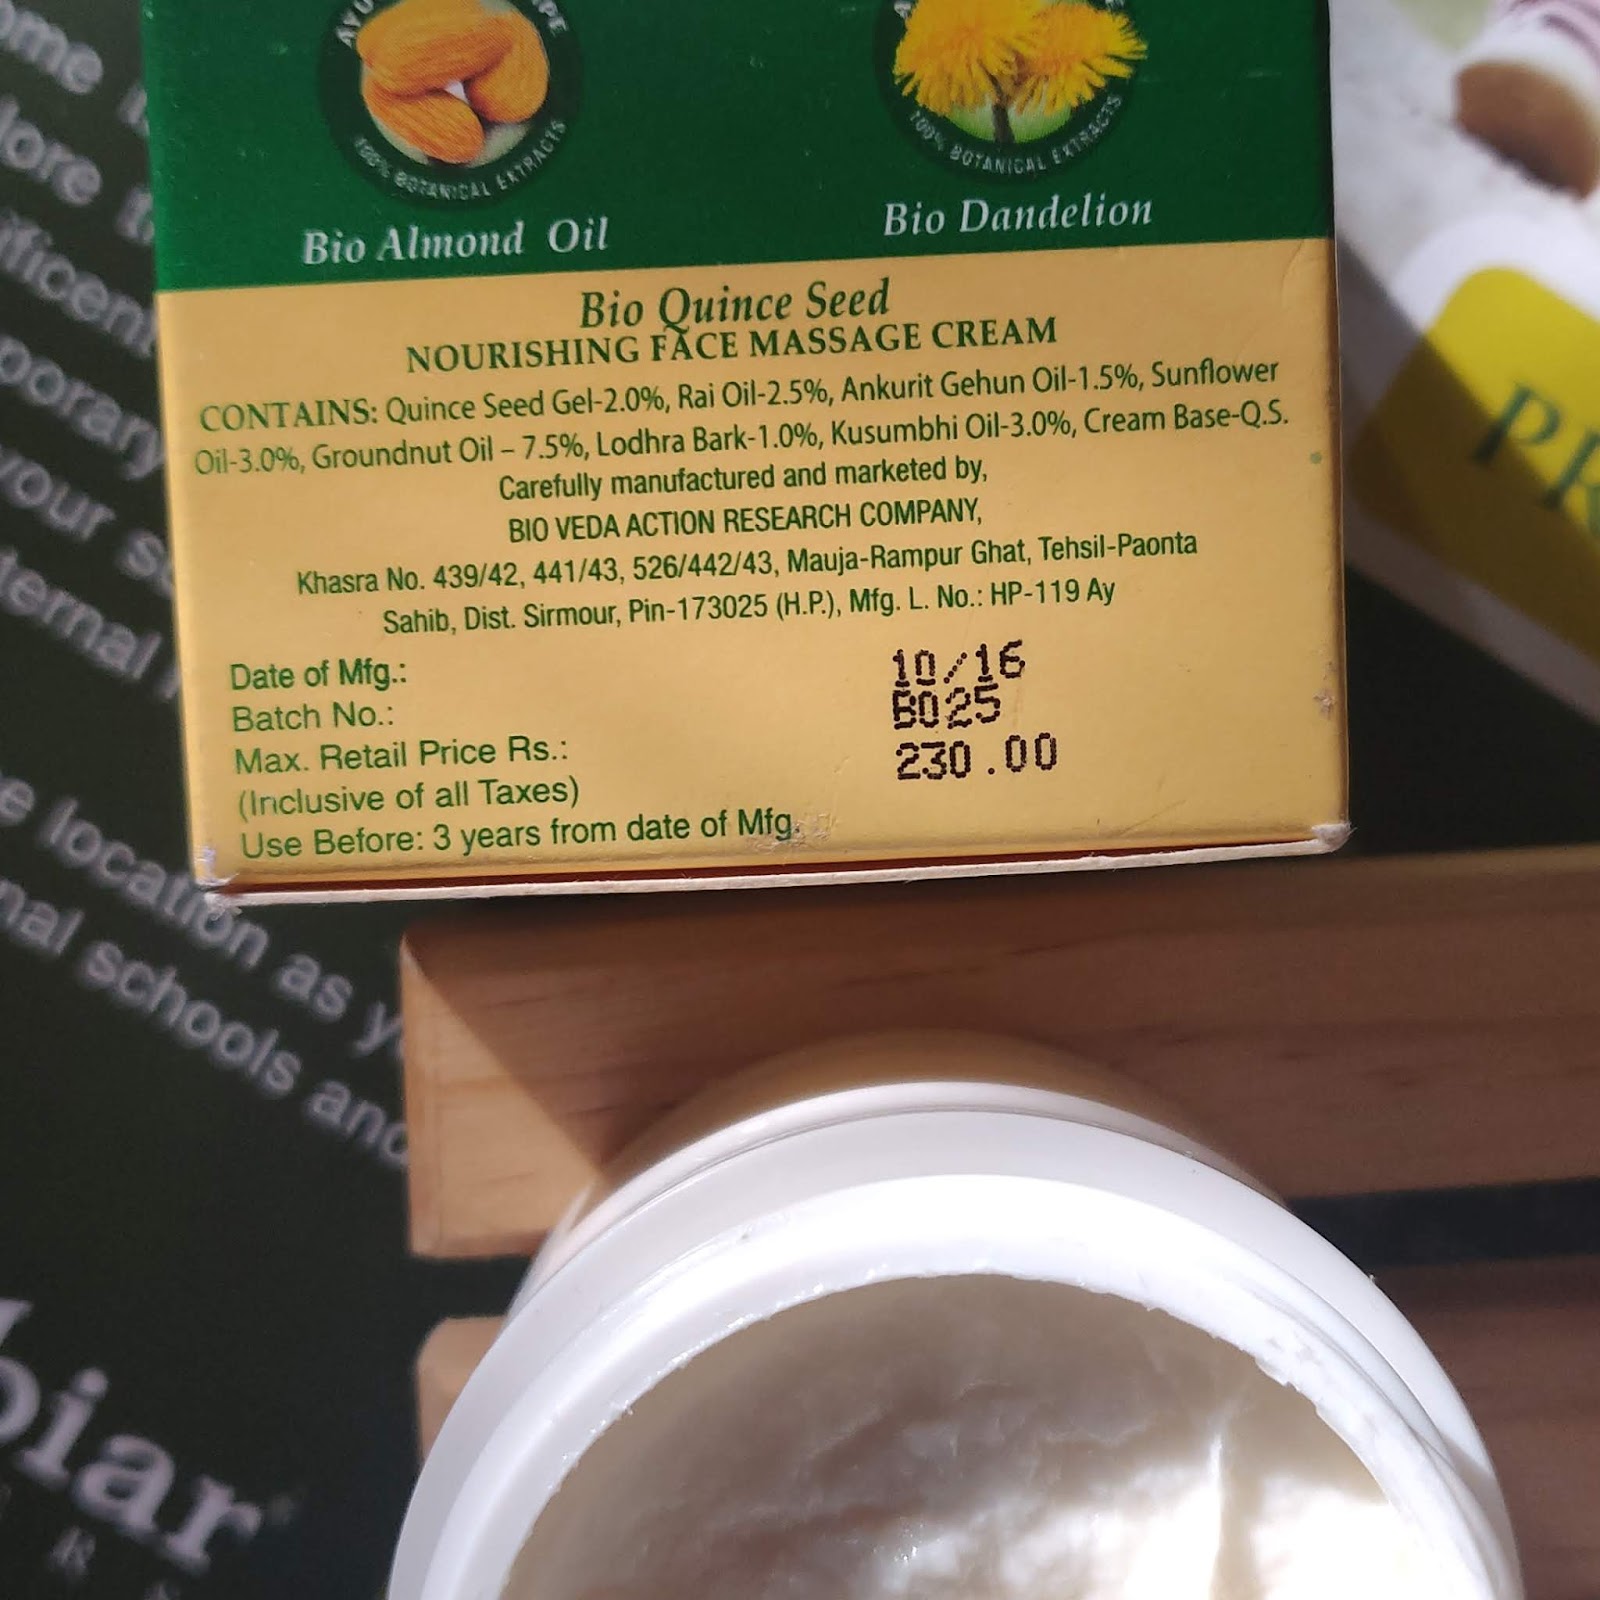 100% BOTANICAL EXTRACTS
100% BOTANICAL EXTRACTS
Bio Almond Oil
Bio Dandelion
Bio Quince Seed
NOURISHING FACE MASSAGE CREAM
CONTAINS: Quince Seed Gel-2.0%, Rai Oil-2.5%, Ankurit Gehun Oil-1.5%, Sunflower
Oil-3.0%, Groundnut Oil – 7.5%, Lodhra Bark-1.0%, Kusumbhi Oil-3.0%, Cream Base-Q.S.
Carefully manufactured and marketed by,
BIO VEDA ACTION RESEARCH COMPANY,
Khasra No. 439/42, 441/43, 526/442/43, Mauja-Rampur Ghat, Tehsil-Paonta
Sahib, Dist. Sirmour, Pin-173025 (H.P.), Mfg. L. No.: HP-119 Ay
Date of Mfg.: 10/16
Batch No.: B025
Max. Retail Price Rs.: 230.00
(Inclusive of all Taxes)
Use Before: 3 years from date of Mfg.
your
location as
schools and